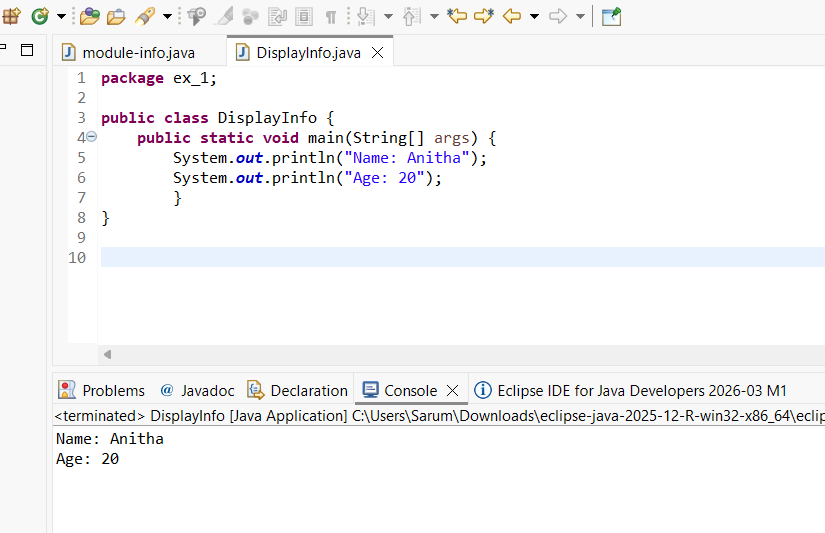 module-info.java
DisplayInfo.java
1 package ex_1;
2
3 public class DisplayInfo {
4     public static void main(String[] args) {
5         System.out.println("Name: Anitha");
6         System.out.println("Age: 20");
7         }
8 }
9
10
Problems @ Javadoc Declaration Console Eclipse IDE for Java Developers 2026-03 M1
<terminated> DisplayInfo [Java Application] C:\Users\Sarum\Downloads\eclipse-java-2025-12-R-win32-x86_64\eclip
Name: Anitha
Age: 20